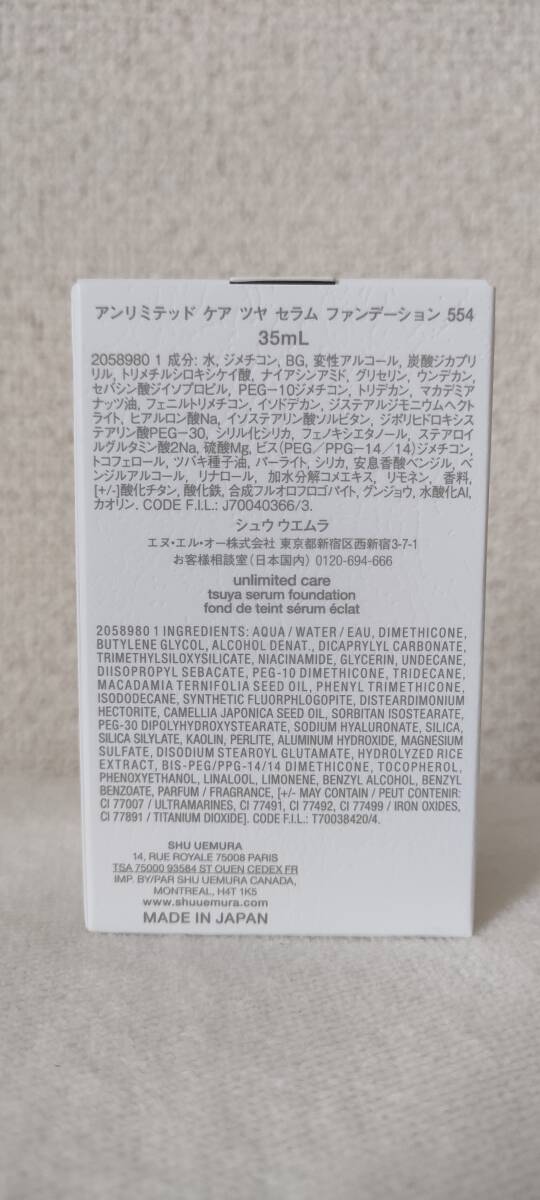 アンリミテッド ケア ツヤ セラム ファンデーション 554
35mL
2058980 1 成分: 水, ジメチコン, BG, 変性アルコール, 炭酸ジカプリ
リル, トリメチルシロキシケイ酸, ナイアシンアミド, グリセリン, ウンデカン,
セバシン酸ジイソプロピル, PEG-10ジメチコン, トリデカン, マカデミア
ナッツ油, フェニルトリメチコン, イソドデカン, ジステアルジモニウムヘクト
ライト, ヒアルロン酸Na, イソステアリン酸ソルビタン, ジポリヒドロキシス
テアリン酸PEG-30, シリル化シリカ, フェノキシエタノール, ステアロイ
ルグルタミン酸2Na, 硫酸Mg, ビス(PEG/PPG-14/14)ジメチコン,
トコフェロール, ツバキ種子油, パーライト, シリカ, 安息香酸ベンジル, ベ
ンジルアルコール, リナロール, 加水分解コメエキス, リモネン, 香料,
[+/-]酸化チタン, 酸化鉄, 合成フルオロフロゴパイト, グンジョウ, 水酸化Al,
カオリン. CODE F.I.L.: J70040366/3.
シュウ ウエムラ
エヌ・エル・オー株式会社 東京都新宿区西新宿3-7-1
お客様相談室(日本国内) 0120-694-666
unlimited care
tsuya serum foundation
fond de teint sérum éclat
2058980 1 INGREDIENTS: AQUA / WATER / EAU, DIMETHICONE,
BUTYLENE GLYCOL, ALCOHOL DENAT., DICAPRYLYL CARBONATE,
TRIMETHYLSILOXYSILICATE, NIACINAMIDE, GLYCERIN, UNDECANE,
DIISOPROPYL SEBACATE, PEG-10 DIMETHICONE, TRIDECANE,
MACADAMIA TERNIFOLIA SEED OIL, PHENYL TRIMETHICONE,
ISODODECANE, SYNTHETIC FLUORPHLOGOPITE, DISTEARDIMONIUM
HECTORITE, CAMELLIA JAPONICA SEED OIL, SORBITAN ISOSTEARATE,
PEG-30 DIPOLYHYDROXYSTEARATE, SODIUM HYALURONATE, SILICA,
SILICA SILYLATE, KAOLIN, PERLITE, ALUMINUM HYDROXIDE, MAGNESIUM
SULFATE, DISODIUM STEAROYL GLUTAMATE, HYDROLYZED RICE
EXTRACT, BIS-PEG/PPG-14/14 DIMETHICONE, TOCOPHEROL,
PHENOXYETHANOL, LINALOOL, LIMONENE, BENZYL ALCOHOL, BENZYL
BENZOATE, PARFUM / FRAGRANCE, [+/- MAY CONTAIN / PEUT CONTENIR:
CI 77007 / ULTRAMARINES, CI 77491, CI 77492, CI 77499 / IRON OXIDES,
CI 77891 / TITANIUM DIOXIDE]. CODE F.I.L.: T70038420/4.
SHU UEMURA
14, RUE ROYALE 75008 PARIS
TSA 75000 93584 ST OUEN CEDEX FR
IMP. BY/PAR SHU UEMURA CANADA,
MONTREAL, H4T 1K5
www.shuuemura.com
MADE IN JAPAN